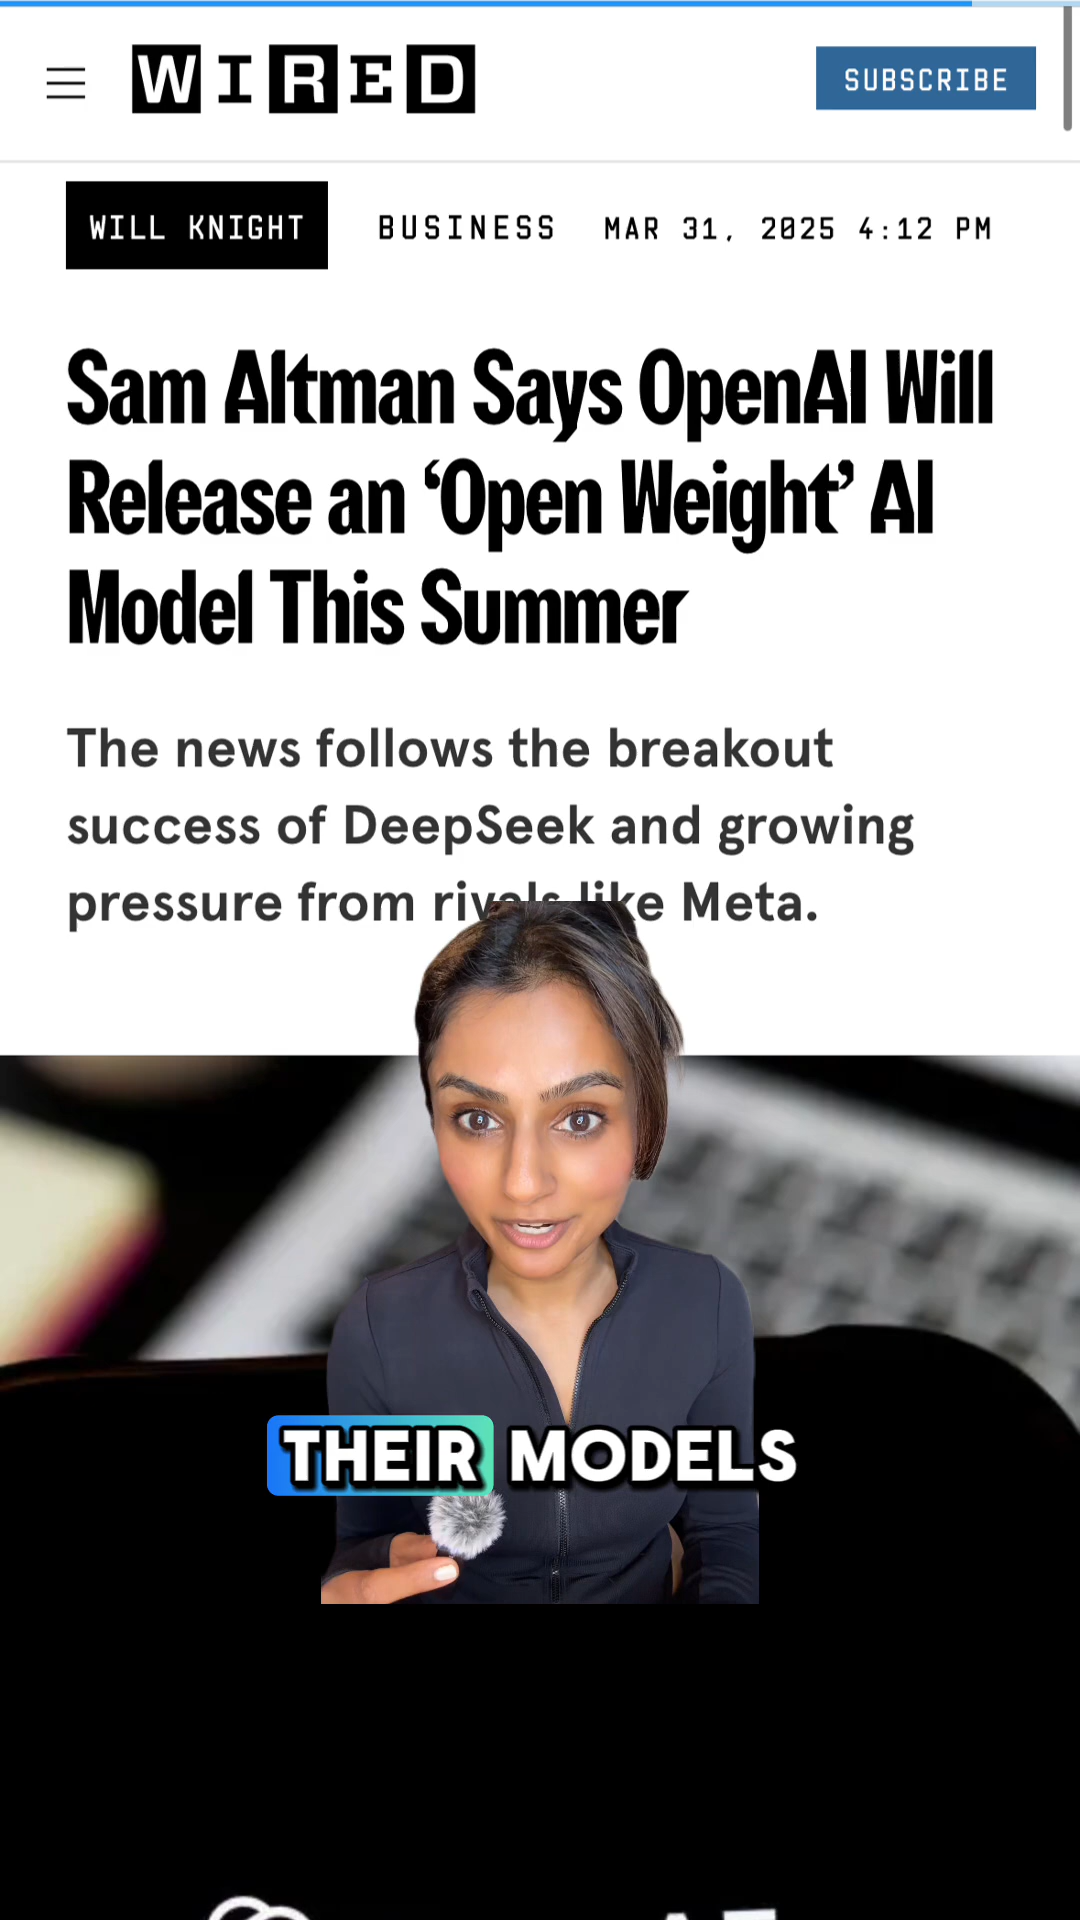 WIRED
SUBSCRIBE
WILL KNIGHT BUSINESS MAR 31, 2025 4:12 PM
Sam Altman Says OpenAI Will
Release an ‘Open Weight’ AI
Model This Summer
The news follows the breakout
success of DeepSeek and growing
pressure from rivals like Meta.
THEIR MODELS